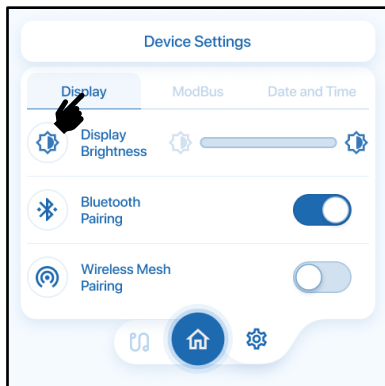 Device Settings
Display ModBus Date and Time
Display
Brightness
Bluetooth
Pairing
Wireless Mesh
Pairing